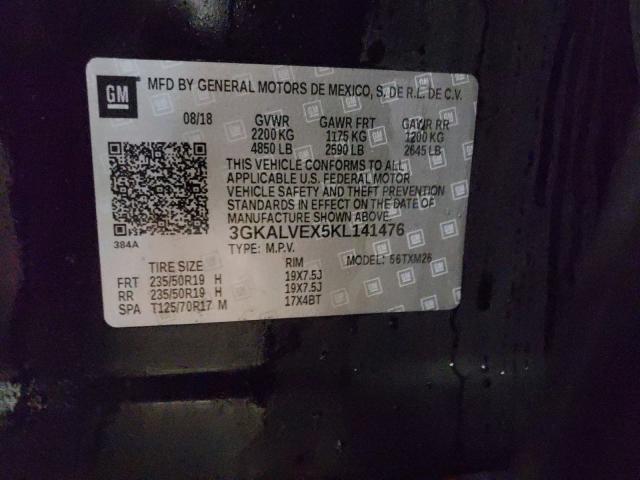 GM
MFD BY GENERAL MOTORS DE MEXICO, S. DE R.L. DE C.V.
08/18 GVWR GAWR FRT GAWR RR
2200 KG 1175 KG 1200 KG
4850 LB 2590 LB 2645 LB
THIS VEHICLE CONFORMS TO ALL
APPLICABLE U.S. FEDERAL MOTOR
VEHICLE SAFETY AND THEFT PREVENTION
STANDARDS IN EFFECT ON THE DATE OF
MANUFACTURE SHOWN ABOVE.
3GKALVEX5KL141476
384A
TYPE: M.P.V. MODEL: 56TXM26
TIRE SIZE RIM
FRT 235/50R19 H 19X7.5J
RR 235/50R19 H 19X7.5J
SPA T125/70R17 M 17X4BT